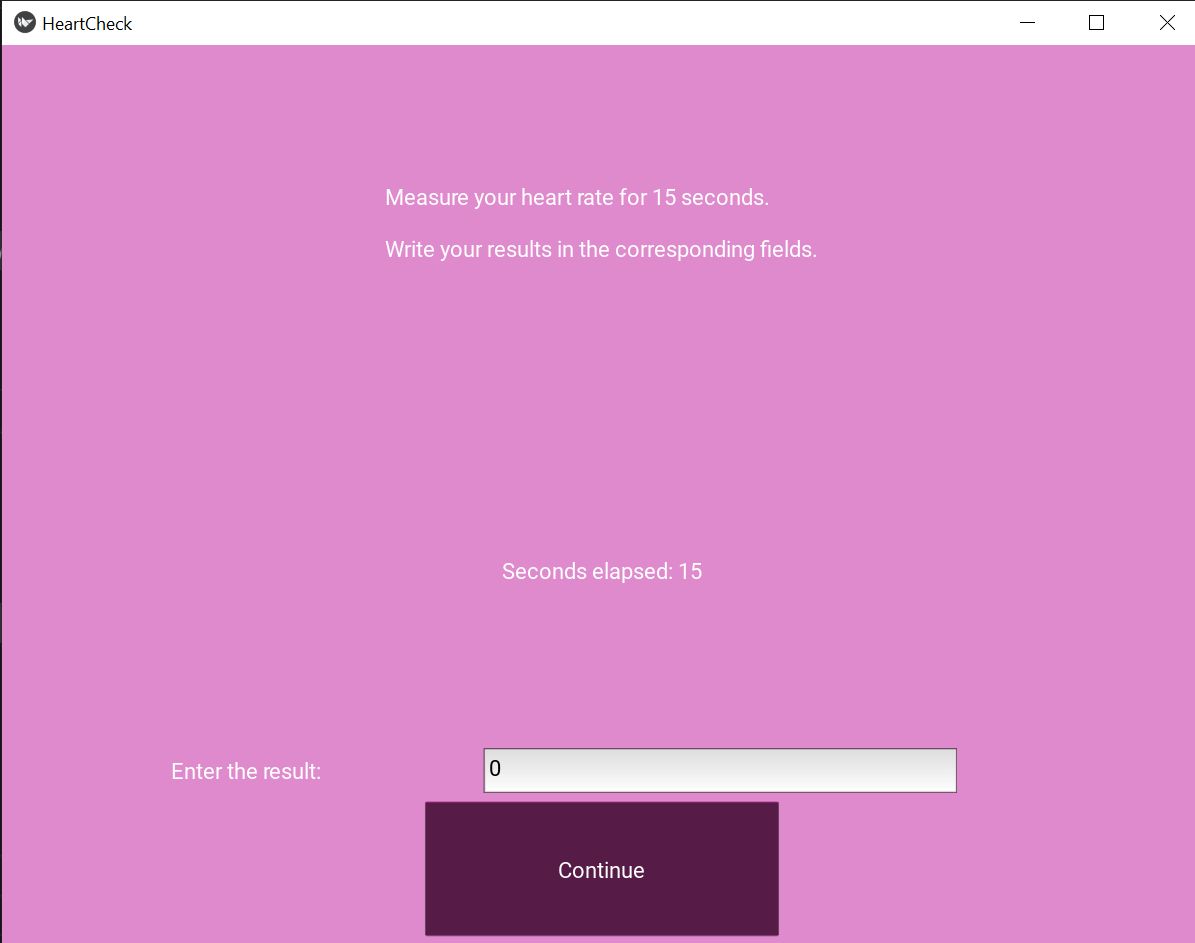 HeartCheck
Measure your heart rate for 15 seconds.
Write your results in the corresponding fields.
Seconds elapsed: 15
Enter the result:
0
Continue